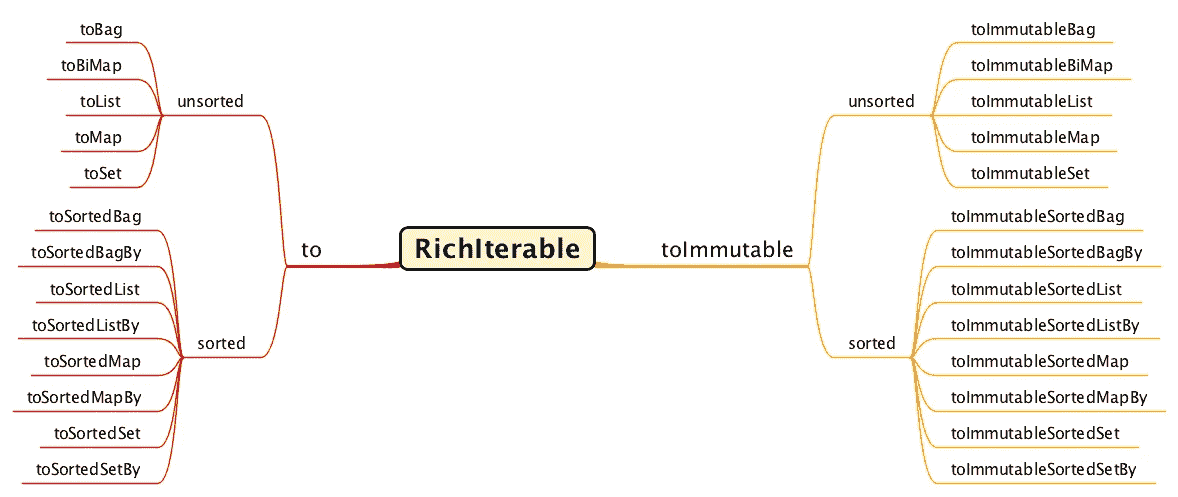 RichIterable
to
unsorted
toBag
toBiMap
toList
toMap
toSet
sorted
toSortedBag
toSortedBagBy
toSortedList
toSortedListBy
toSortedMap
toSortedMapBy
toSortedSet
toSortedSetBy
toImmutable
unsorted
toImmutableBag
toImmutableBiMap
toImmutableList
toImmutableMap
toImmutableSet
sorted
toImmutableSortedBag
toImmutableSortedBagBy
toImmutableSortedList
toImmutableSortedListBy
toImmutableSortedMap
toImmutableSortedMapBy
toImmutableSortedSet
toImmutableSortedSetBy